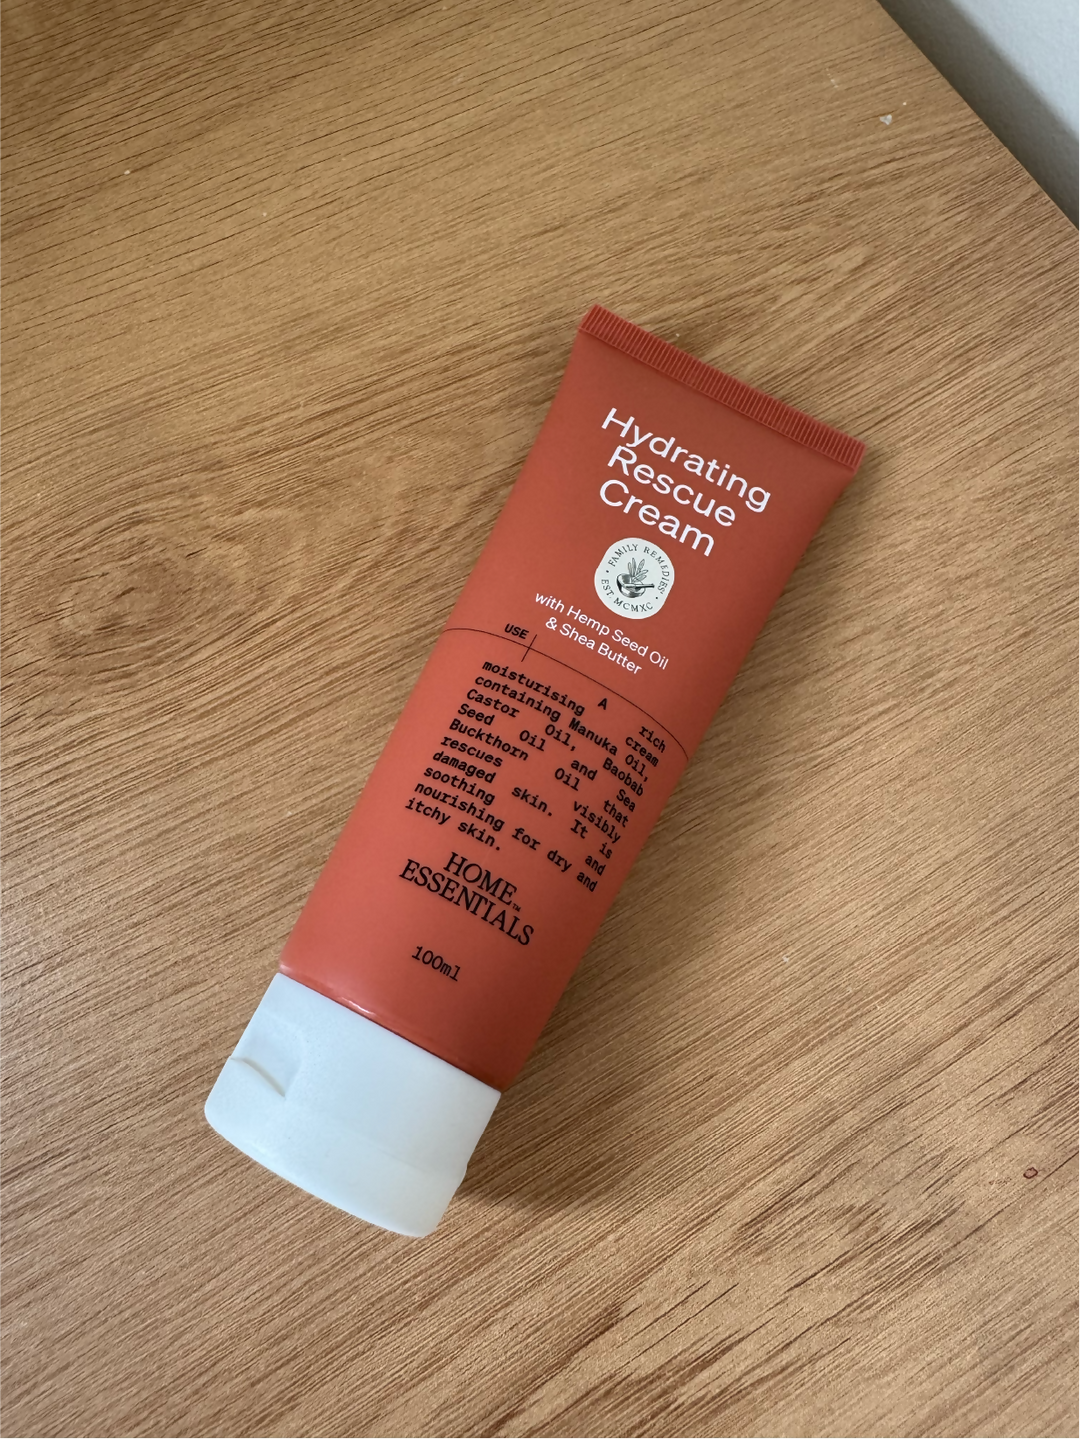 Hydrating
Rescue
Cream
FAMILY REMEDIES
EST. MCMXC
with Hemp Seed Oil
& Shea Butter
USE
A rich
moisturising cream
containing Manuka Oil,
Castor Oil, Baobab
Seed Oil and Sea
Buckthorn Oil that
rescues visibly
damaged skin. It is
soothing and
nourishing for dry and
itchy skin.
HOME
ESSENTIALS™
100ml